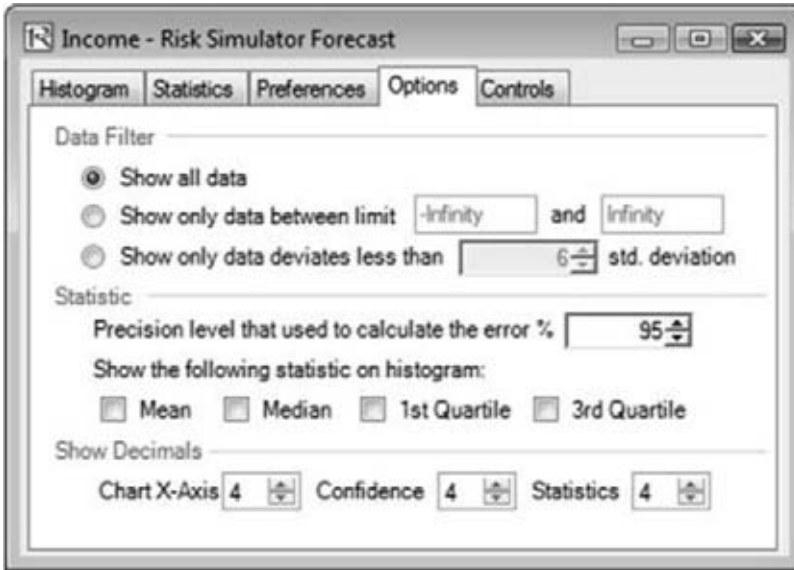 Income - Risk Simulator Forecast
Histogram Statistics Preferences Options Controls
Data Filter
Show all data
Show only data between limit -Infinity and Infinity
Show only data deviates less than 6 std. deviation
Statistic
Precision level that used to calculate the error % 95
Show the following statistic on histogram:
Mean Median 1st Quartile 3rd Quartile
Show Decimals
Chart X-Axis 4 Confidence 4 Statistics 4